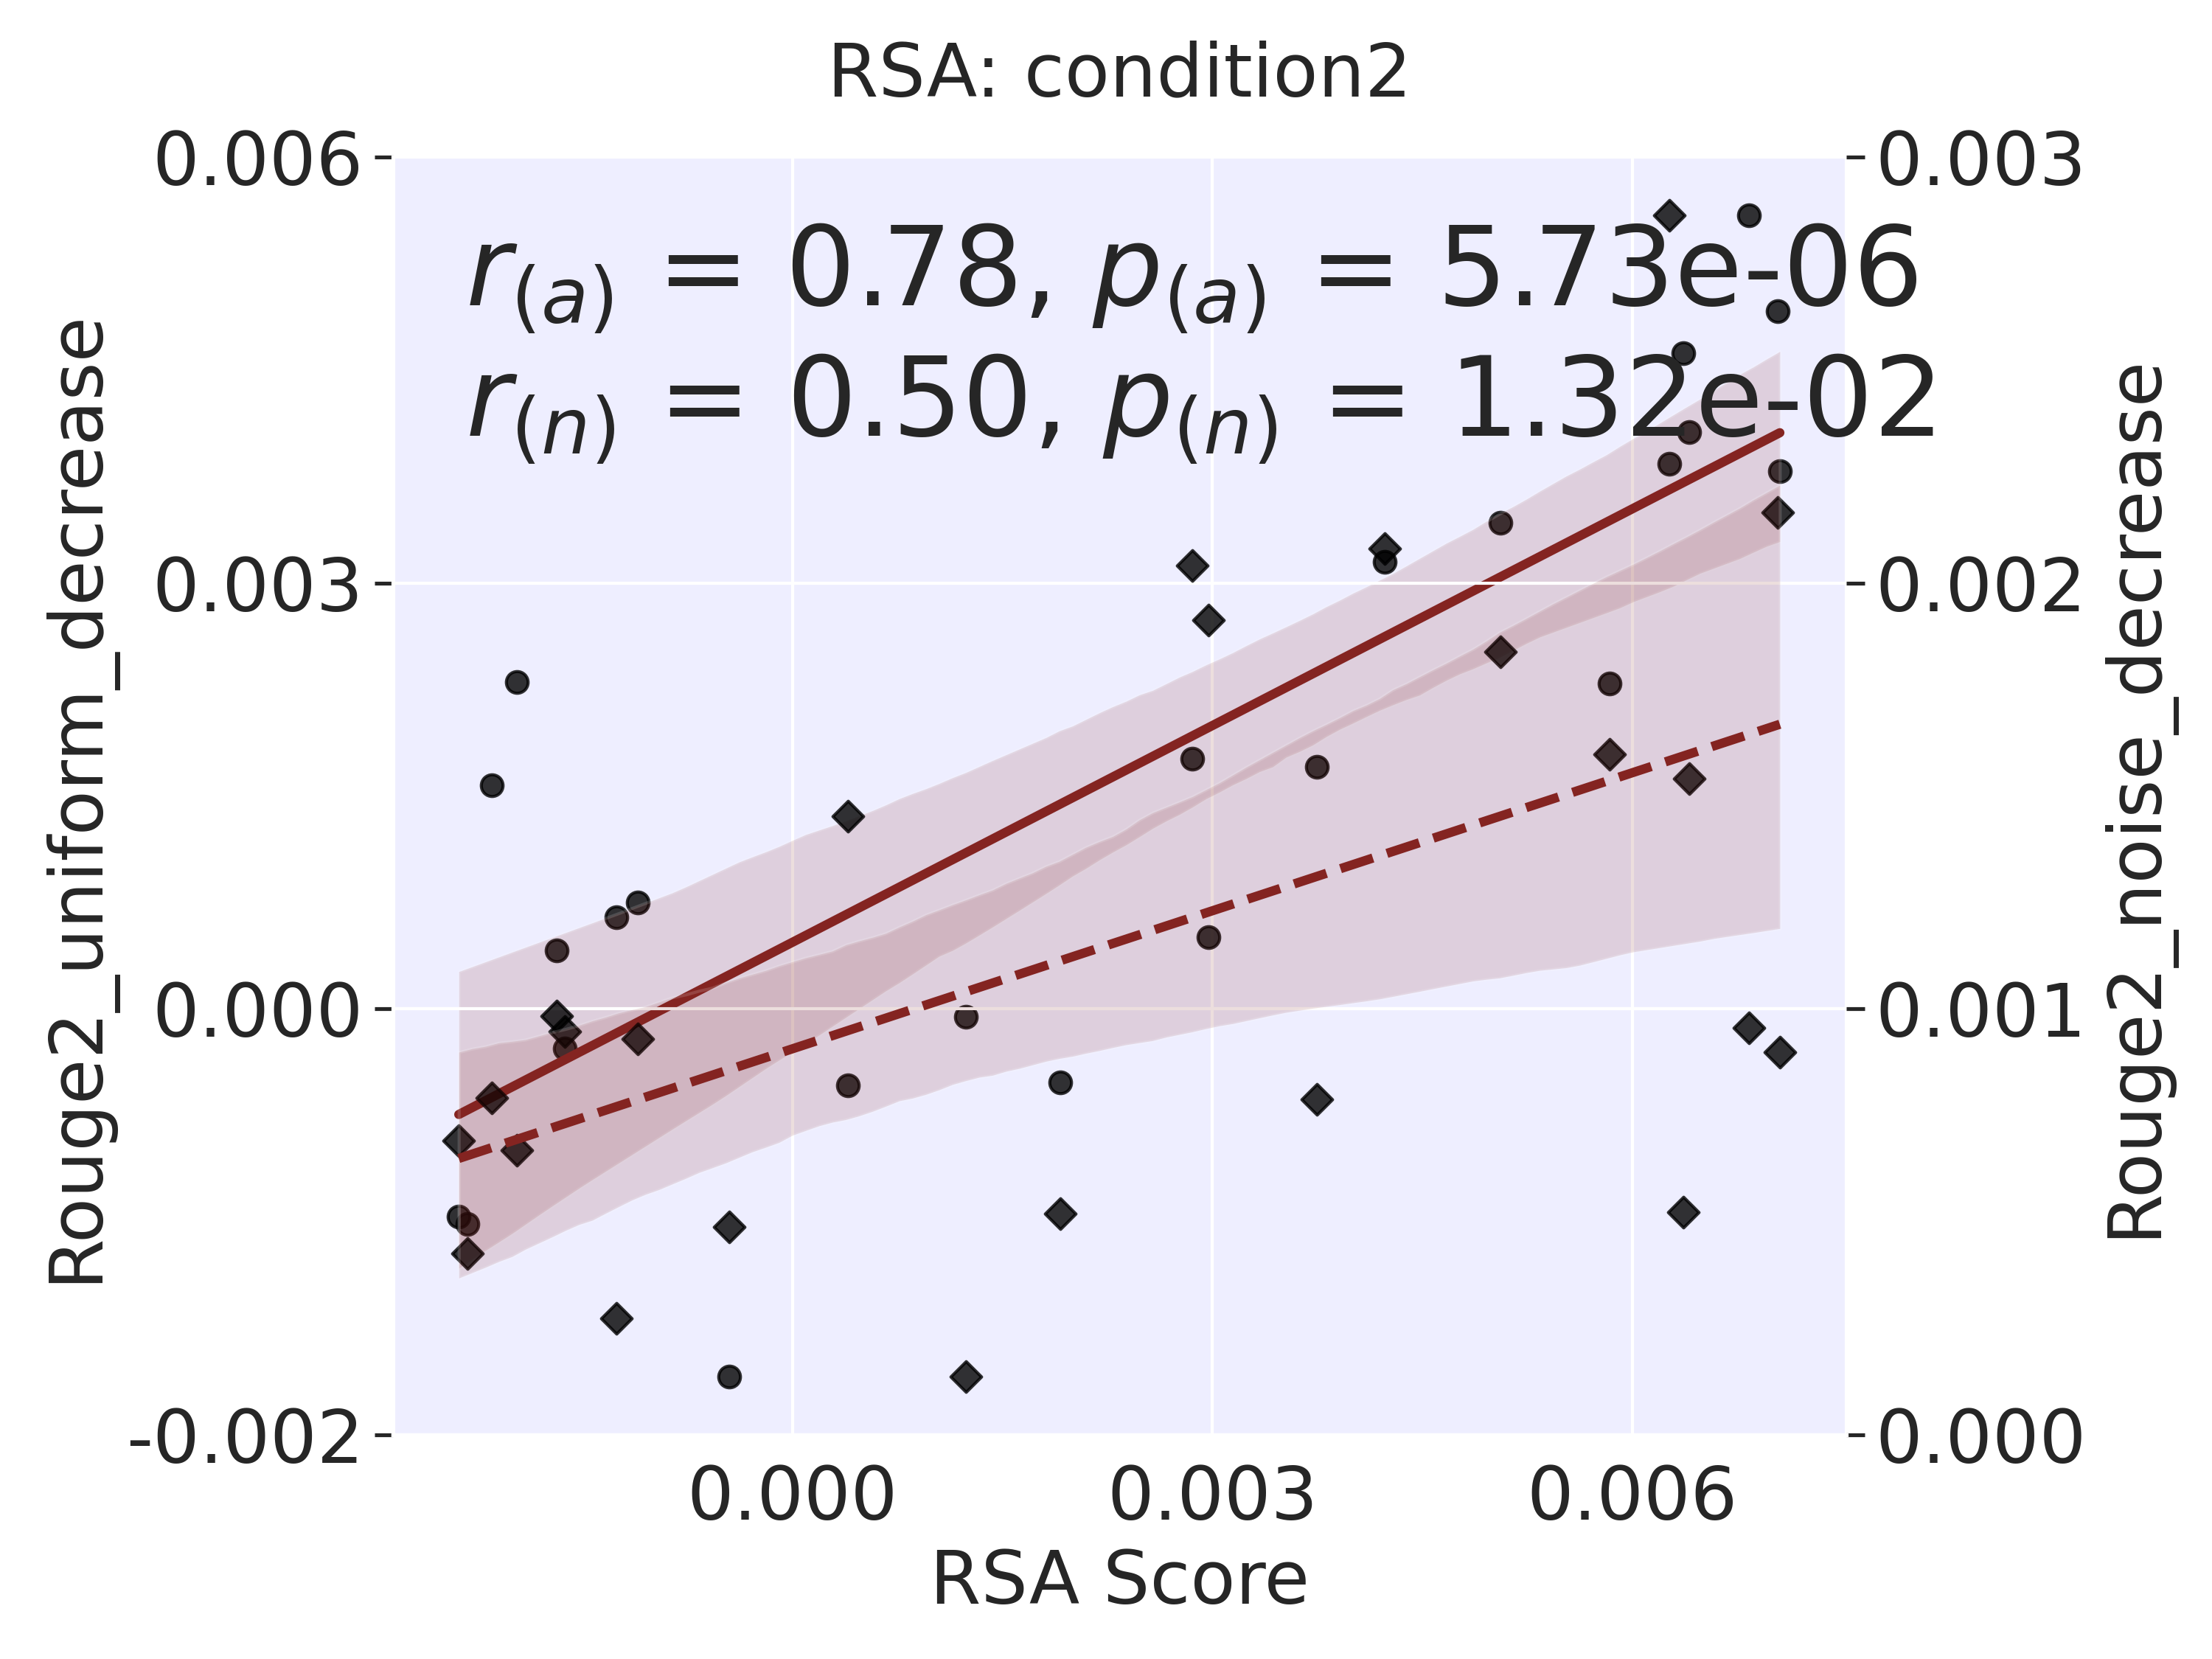 RSA: condition2
0.006
0.003
0.000
-0.002
Rouge2_uniform_decrease
r(a) = 0.78, p(a) = 5.73e-06
r(n) = 0.50, p(n) = 1.32e-02
0.003
0.002
0.001
0.000
Rouge2_noise_decrease
0.000 0.003 0.006
RSA Score